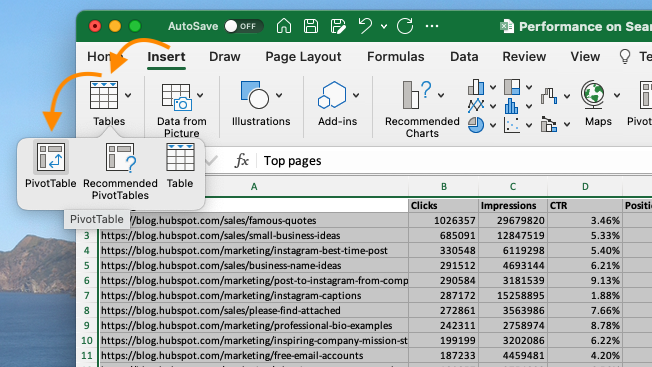 AutoSave OFF
Performance on Sear
Home Insert Draw Page Layout Formulas Data Review View
Tables
Data from Picture
Illustrations
Add-ins
Recommended Charts
Maps
PivotTable
Recommended PivotTables
Table
PivotTable
fx Top pages
A B C D
Clicks Impressions CTR Positi
https://blog.hubspot.com/sales/famous-quotes 1026357 29679820 3.46%
3 https://blog.hubspot.com/sales/small-business-ideas 685091 12847519 5.33%
4 https://blog.hubspot.com/marketing/instagram-best-time-post 330548 6119298 5.40%
5 https://blog.hubspot.com/sales/business-name-ideas 291512 4693144 6.21%
6 https://blog.hubspot.com/marketing/post-to-instagram-from-comp 290584 3181539 9.13%
7 https://blog.hubspot.com/marketing/instagram-captions 287172 15258895 1.88%
8 https://blog.hubspot.com/sales/please-find-attached 272861 3563986 7.66%
9 https://blog.hubspot.com/marketing/professional-bio-examples 242311 2758974 8.78%
10 https://blog.hubspot.com/marketing/inspiring-company-mission-st 199199 3202086 6.22%
11 https://blog.hubspot.com/marketing/free-email-accounts 187233 4459481 4.20%